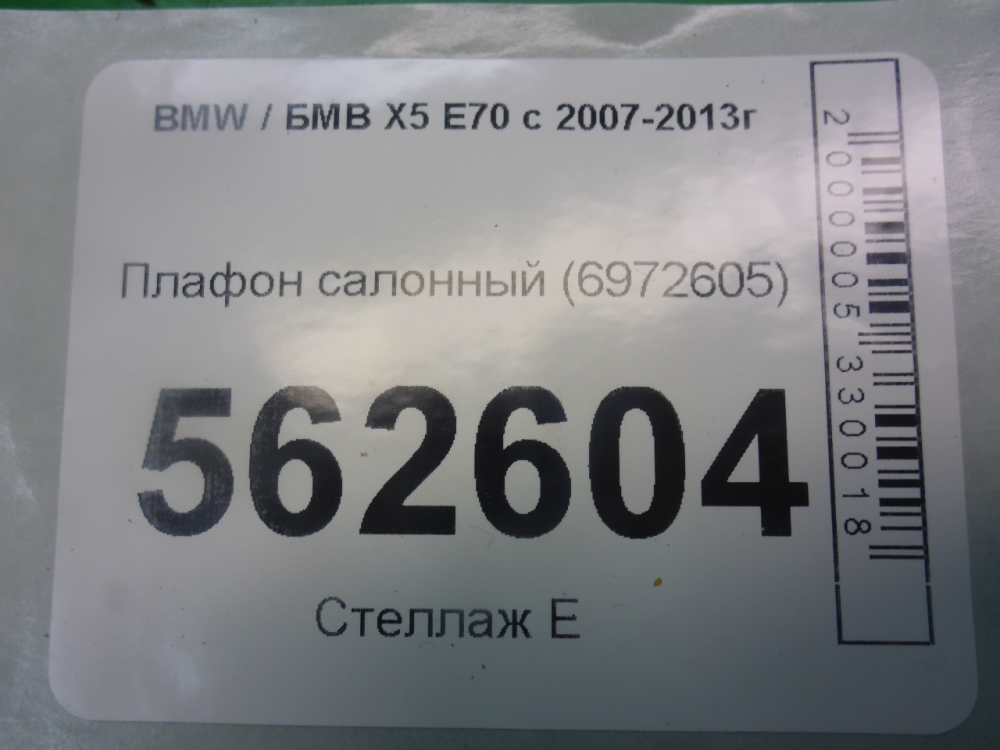 BMW / БМВ X5 E70 с 2007-2013г
Плафон салонный (6972605)
562604
Стеллаж Е
2000005330018